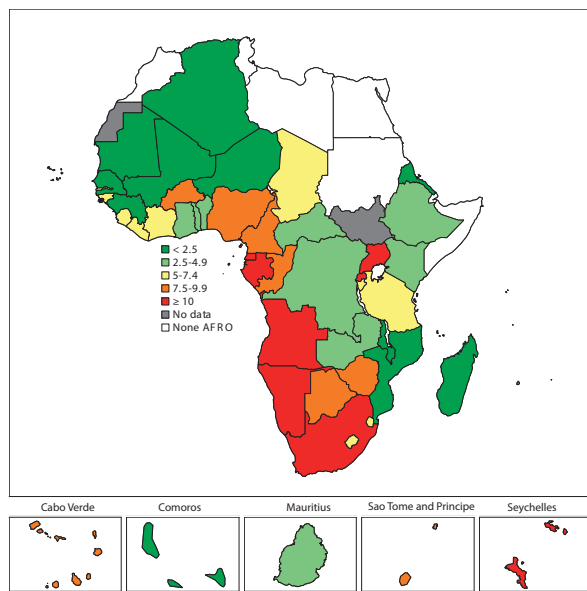 < 2.5
2.5-4.9
5-7.4
7.5-9.9
≥ 10
No data
None AFRO
Cabo Verde
Comoros
Mauritius
Sao Tome and Principe
Seychelles